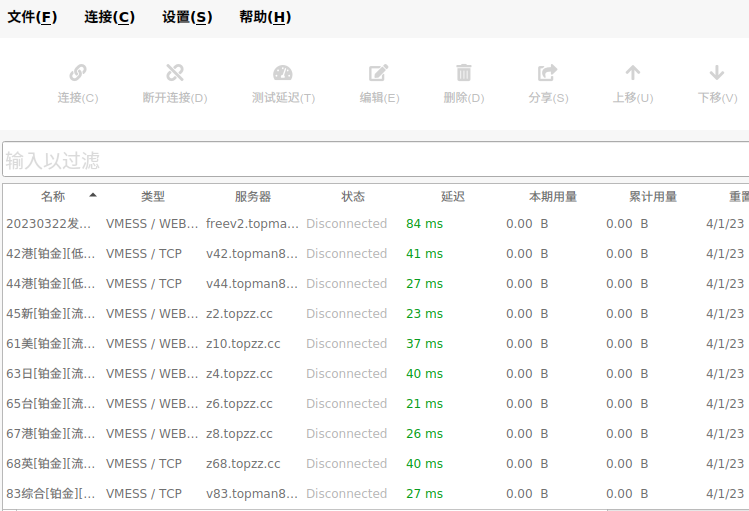 文件(F) 连接(C) 设置(S) 帮助(H)
连接(C) 断开连接(D) 测试延迟(T) 编辑(E) 删除(D) 分享(S) 上移(U) 下移(V)
输入以过滤
名称 类型 服务器 状态 延迟 本期用量 累计用量 重置
20230322发... VMESS / WEB... freev2.topma... Disconnected 84 ms 0.00 B 0.00 B 4/1/23
42港[铂金][低... VMESS / TCP v42.topman8... Disconnected 41 ms 0.00 B 0.00 B 4/1/23
44港[铂金][低... VMESS / TCP v44.topman8... Disconnected 27 ms 0.00 B 0.00 B 4/1/23
45新[铂金][流... VMESS / WEB... z2.topzz.cc Disconnected 23 ms 0.00 B 0.00 B 4/1/23
61美[铂金][流... VMESS / WEB... z10.topzz.cc Disconnected 37 ms 0.00 B 0.00 B 4/1/23
63日[铂金][流... VMESS / WEB... z4.topzz.cc Disconnected 40 ms 0.00 B 0.00 B 4/1/23
65台[铂金][流... VMESS / WEB... z6.topzz.cc Disconnected 21 ms 0.00 B 0.00 B 4/1/23
67港[铂金][流... VMESS / WEB... z8.topzz.cc Disconnected 26 ms 0.00 B 0.00 B 4/1/23
68英[铂金][流... VMESS / TCP z68.topzz.cc Disconnected 40 ms 0.00 B 0.00 B 4/1/23
83综合[铂金][... VMESS / TCP v83.topman8... Disconnected 27 ms 0.00 B 0.00 B 4/1/23